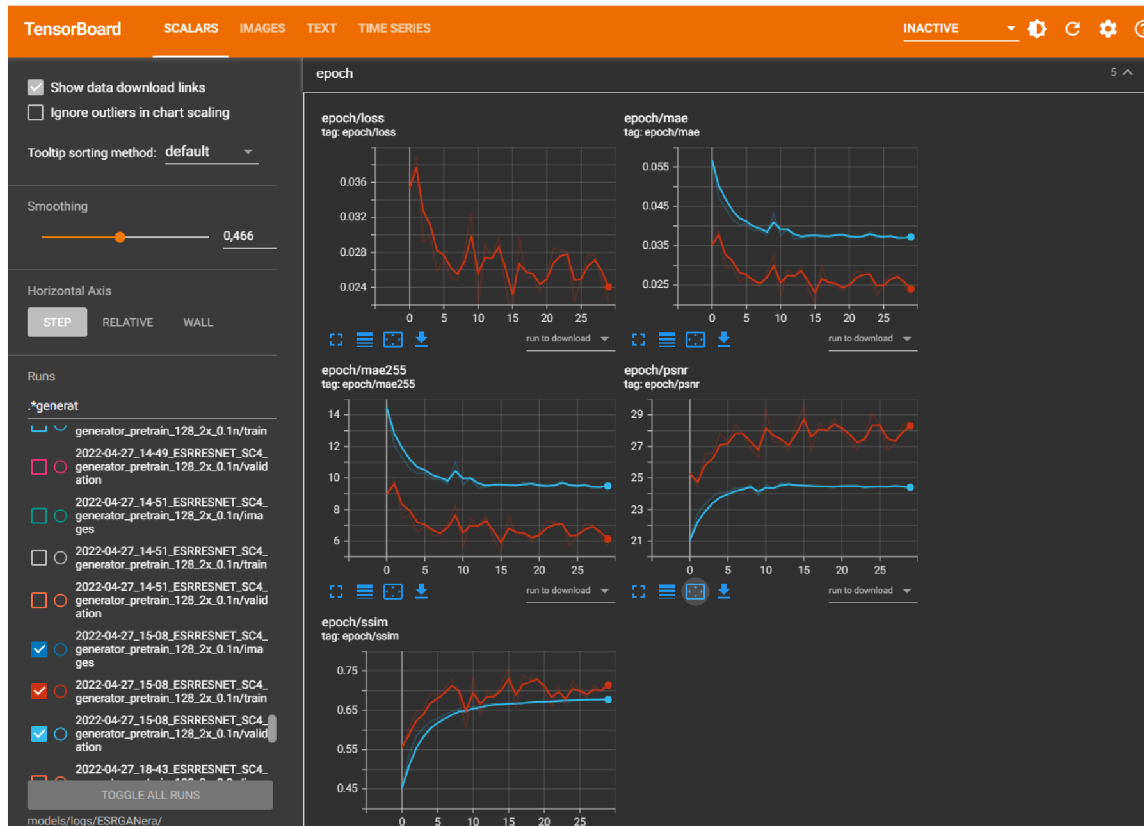 TensorBoard
SCALARS
IMAGES
TEXT
TIME SERIES
INACTIVE
Show data download links
Ignore outliers in chart scaling
Tooltip sorting method: default
Smoothing
0,466
Horizontal Axis
STEP
RELATIVE
WALL
Runs
.*generat
generator_pretrain_128_2x_0.1n/train
2022-04-27_14-49_ESRRESNET_SC4_
generator_pretrain_128_2x_0.1n/valid
ation
2022-04-27_14-51_ESRRESNET_SC4_
generator_pretrain_128_2x_0.1n/ima
ges
2022-04-27_14-51_ESRRESNET_SC4_
generator_pretrain_128_2x_0.1n/train
2022-04-27_14-51_ESRRESNET_SC4_
generator_pretrain_128_2x_0.1n/valid
ation
2022-04-27_15-08_ESRRESNET_SC4_
generator_pretrain_128_2x_0.1n/ima
ges
2022-04-27_15-08_ESRRESNET_SC4_
generator_pretrain_128_2x_0.1n/train
2022-04-27_15-08_ESRRESNET_SC4_
generator_pretrain_128_2x_0.1n/valid
ation
2022-04-27_18-43_ESRRESNET_SC4_
TOGGLE ALL RUNS
models/logs/ESRGANera/
epoch
5
epoch/loss
tag: epoch/loss
0.036
0.032
0.028
0.024
0 5 10 15 20 25
run to download
epoch/mae
tag: epoch/mae
0.055
0.045
0.035
0.025
0 5 10 15 20 25
run to download
epoch/mae255
tag: epoch/mae255
14
10
8
6
0 5 10 15 20 25
run to download
epoch/psnr
tag: epoch/psnr
29
27
25
23
21
0 5 10 15 20 25
run to download
epoch/ssim
tag: epoch/ssim
0.75
0.65
0.55
0.45
0 5 10 15 20 25